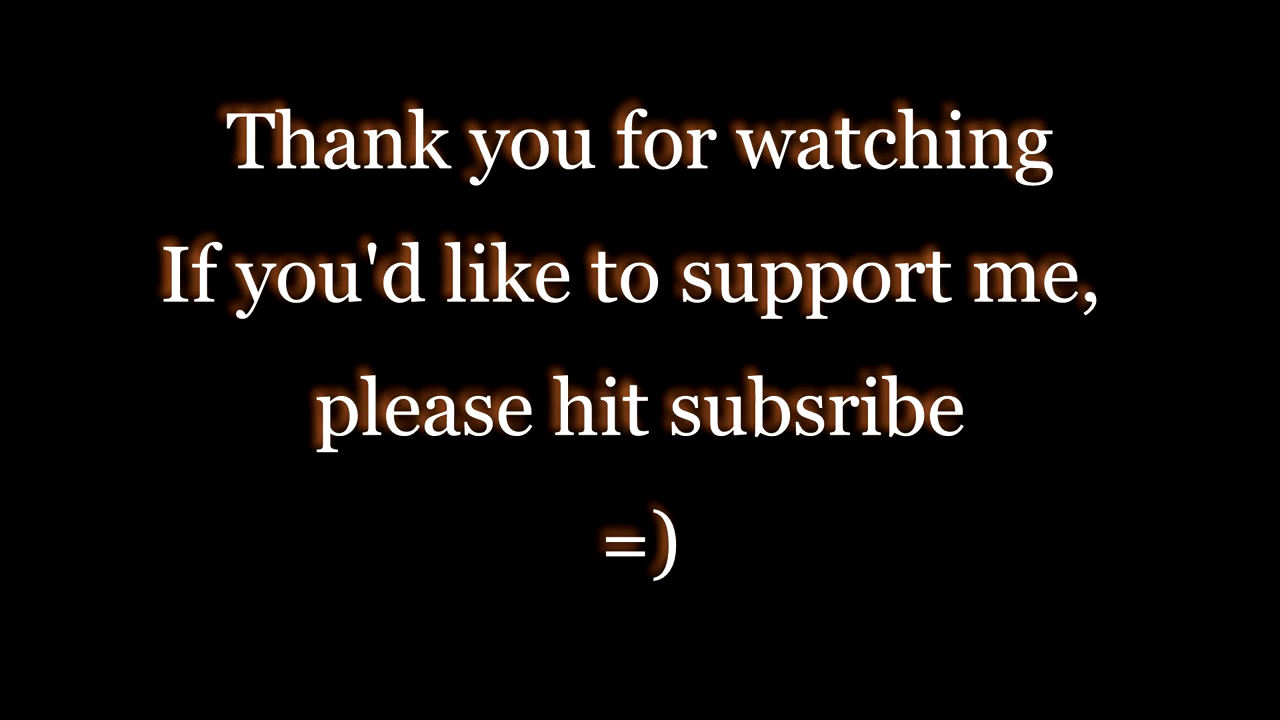 Thank you for watching
If you'd like to support me,
please hit subsribe
=)